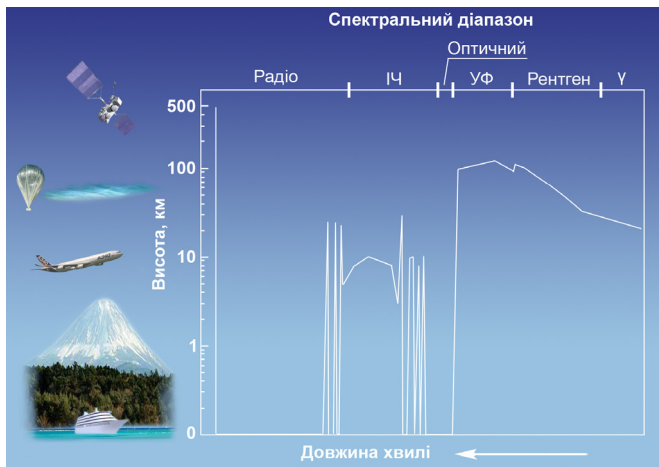 Спектральний діапазон
Оптичний
Радіо ІЧ УФ Рентген γ
500
100
10
1
0
Висота, км
Довжина хвилі